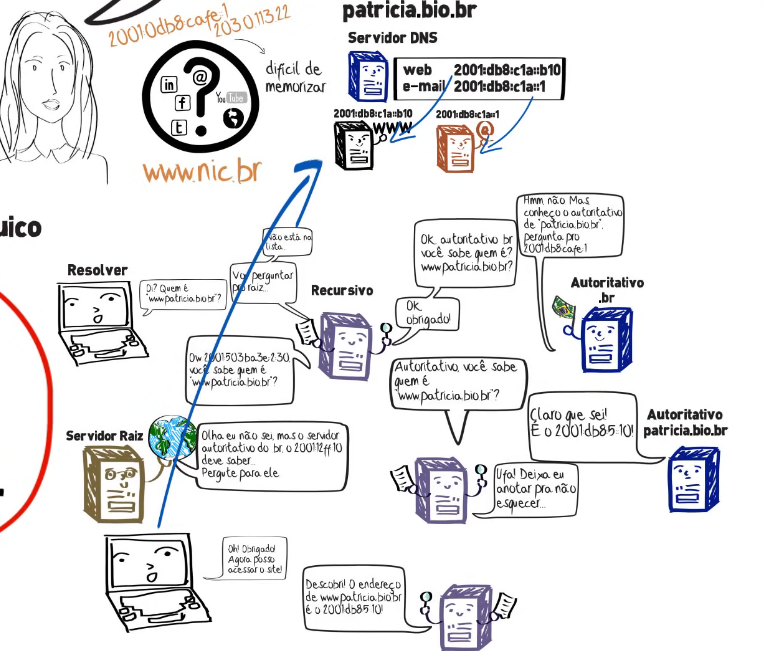 patricia.bio.br
Servidor DNS
2001:0db8:cafe:1
203.0.113.22
difícil de
memorizar
in
@
f
You Tube
t
?
www.nic.br
web 2001:db8:c1a::b10
e-mail 2001:db8:c1a::1
2001:db8:c1a::b10
2001:db8:c1a::1
WWW
@
uico
Resolver
Oi? Quem é
"www.patricia.bio.br"?
Não está na
lista...
Vou perguntar
pro raiz...
Recursivo
Ok, autoritativo br
você sabe quem é?
www.patricia.bio.br?
Ok,
obrigado!
Hmm, não. Mas,
conheço o autoritativo
de "patricia.bio.br",
pergunta pro
2001:db8:cafe:1
Autoritativo
.br
Ow 2001:503:ba3e::2:30,
você sabe quem é
"www.patricia.bio.br"?
Autoritativo, você sabe
quem é
"www.patricia.bio.br"?
Claro que sei!
É o 2001:db8:5:10!
Autoritativo
patricia.bio.br
Servidor Raiz
Olha eu não sei, mas o servidor
autoritativo do br, o 2001:12ff:10
deve saber...
Pergute para ele
Ufa! Deixa eu
anotar pra não
esquecer...
Oh! Obrigado!
Agora posso
acessar o site!
Descobri! O endereço
de www.patricia.bio.br
é o 2001:db8:5:10!